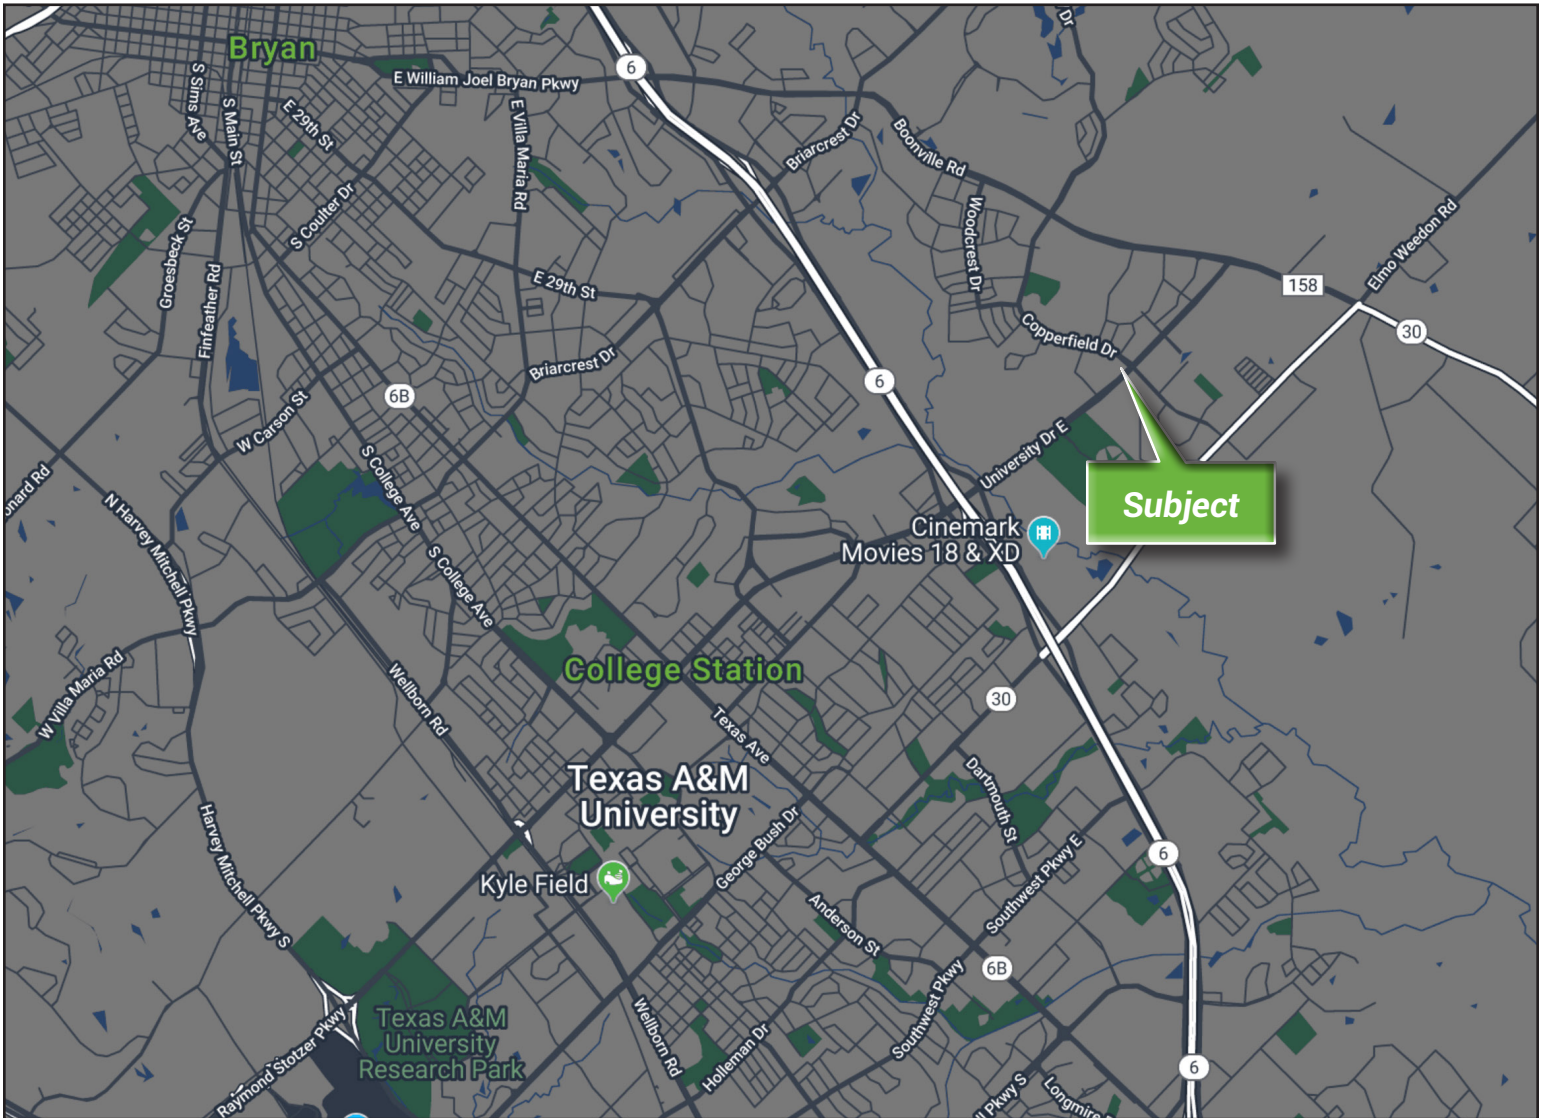 Bryan
6
E William Joel Bryan Pkwy
S Sims Ave
S Main St
E 29th St
E Villa Maria Rd
Briarcrest Dr
Boonville Rd
Dr
S Coulter Dr
Woodcrest Dr
Elmo Weedon Rd
Groesbeck St
Finfeather Rd
E 29th St
158
30
Copperfield Dr
Briarcrest Dr
6B
6
W Carson St
S College Ave
University Dr E
onard Rd
N Harvey Mitchell Pkwy
Subject
Cinemark
Movies 18 & XD
S College Ave
W Villa Maria Rd
Wellborn Rd
College Station
30
Texas Ave
Texas A&M
University
Dartmouth St
Harvey Mitchell Pkwy S
George Bush Dr
Southwest Pkwy E
6
Kyle Field
Anderson St
6B
Southwest Pkwy
Texas A&M
University
Research Park
Raymond Stotzer Pkwy
Wellborn Rd
Holleman Dr
6
l Pkwy S
Longmire